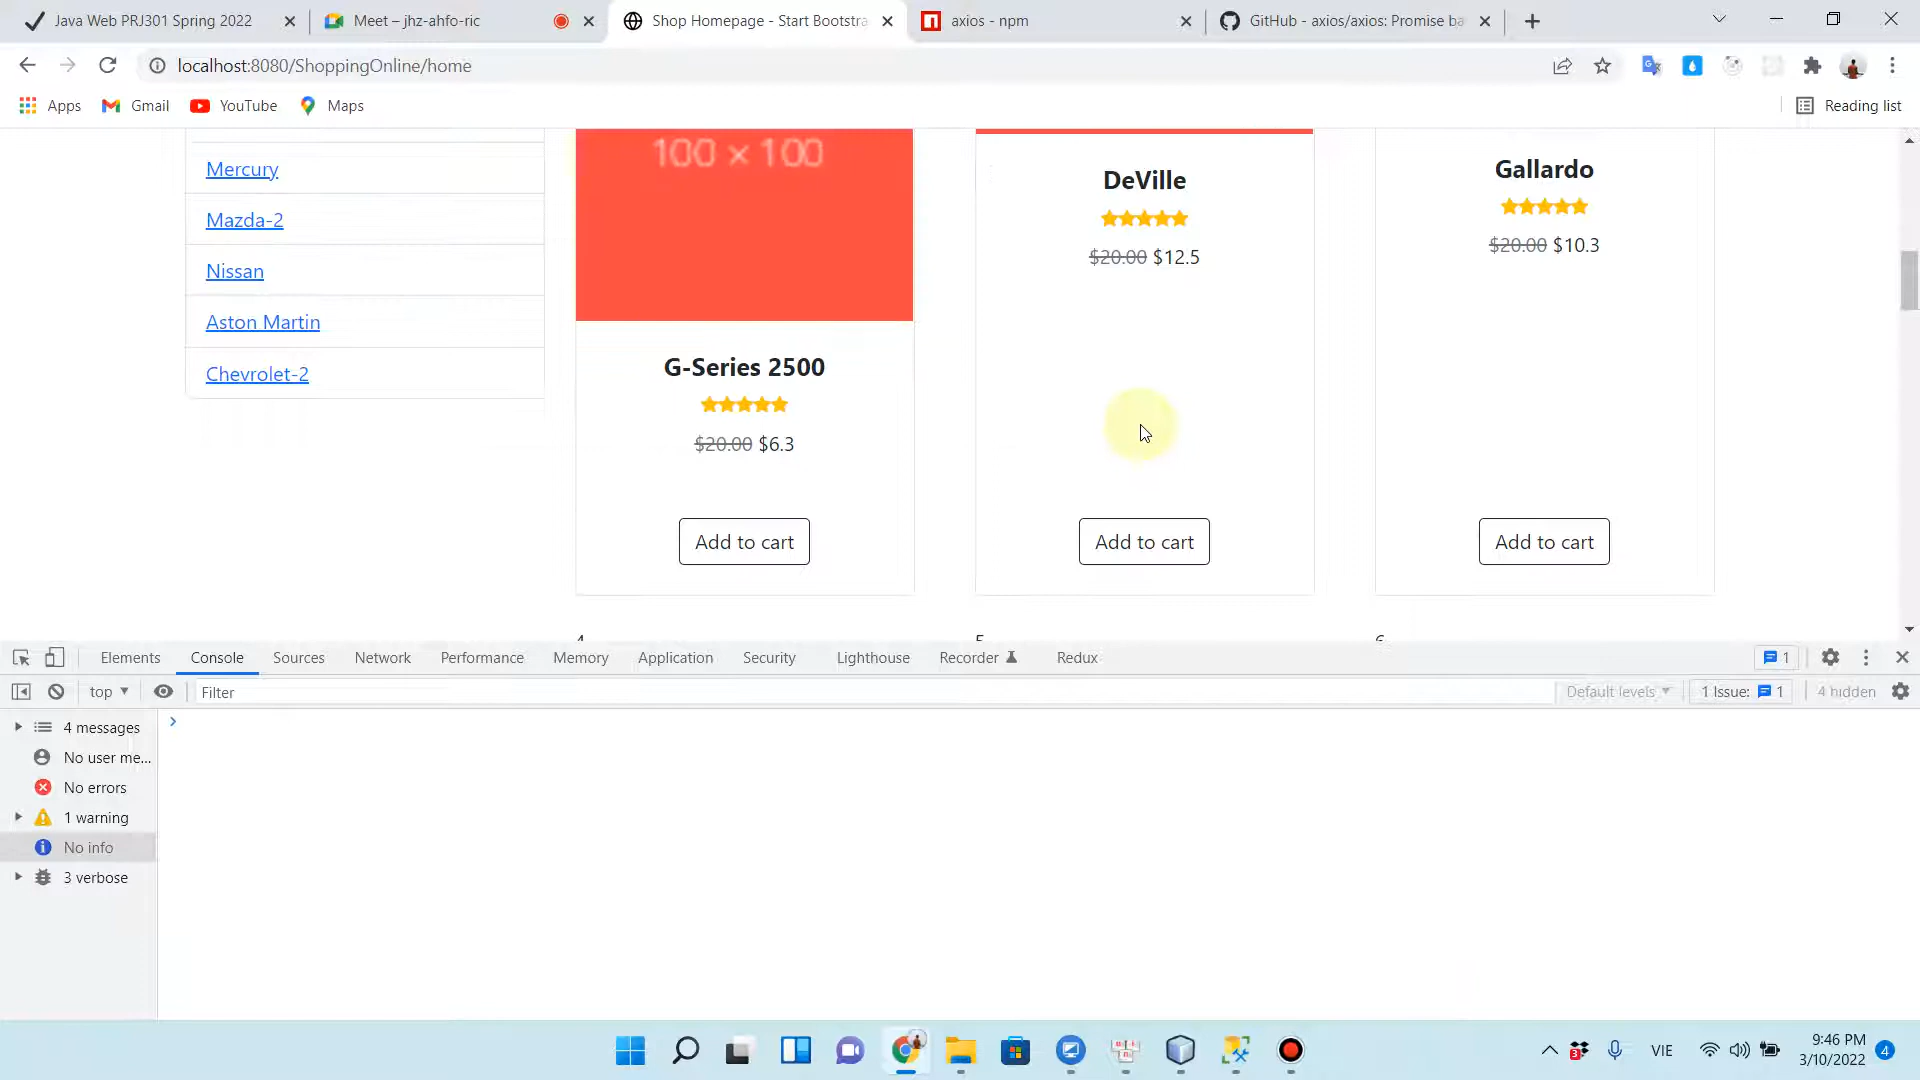 Java Web PRJ301 Spring 2022
Meet – jhz-ahfo-ric
Shop Homepage - Start Bootstra
axios - npm
GitHub - axios/axios: Promise ba
localhost:8080/ShoppingOnline/home
Apps
Gmail
YouTube
Maps
Reading list
Mercury
Mazda-2
Nissan
Aston Martin
Chevrolet-2
100 × 100
G-Series 2500
$20.00 $6.3
Add to cart
DeVille
$20.00 $12.5
Add to cart
Gallardo
$20.00 $10.3
Add to cart
4
5
6
Elements
Console
Sources
Network
Performance
Memory
Application
Security
Lighthouse
Recorder
Redux
1
top
Filter
Default levels
1 Issue: 1
4 hidden
4 messages
No user me...
No errors
1 warning
No info
3 verbose
3
VIE
9:46 PM
3/10/2022
4